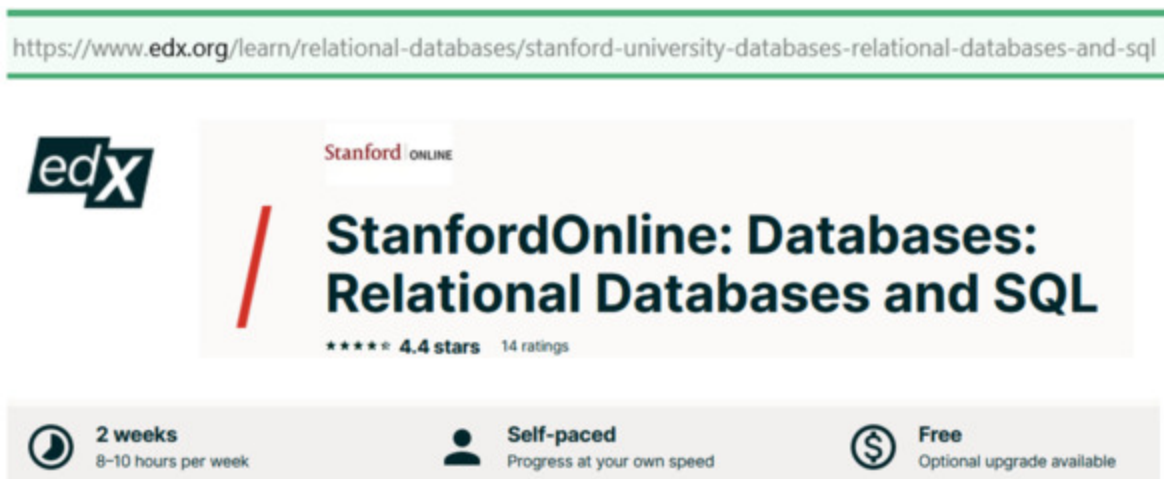 https://www.edx.org/learn/relational-databases/stanford-university-databases-relational-databases-and-sql
edX
Stanford ONLINE
StanfordOnline: Databases:
Relational Databases and SQL
4.4 stars 14 ratings
2 weeks
8–10 hours per week
Self-paced
Progress at your own speed
Free
Optional upgrade available